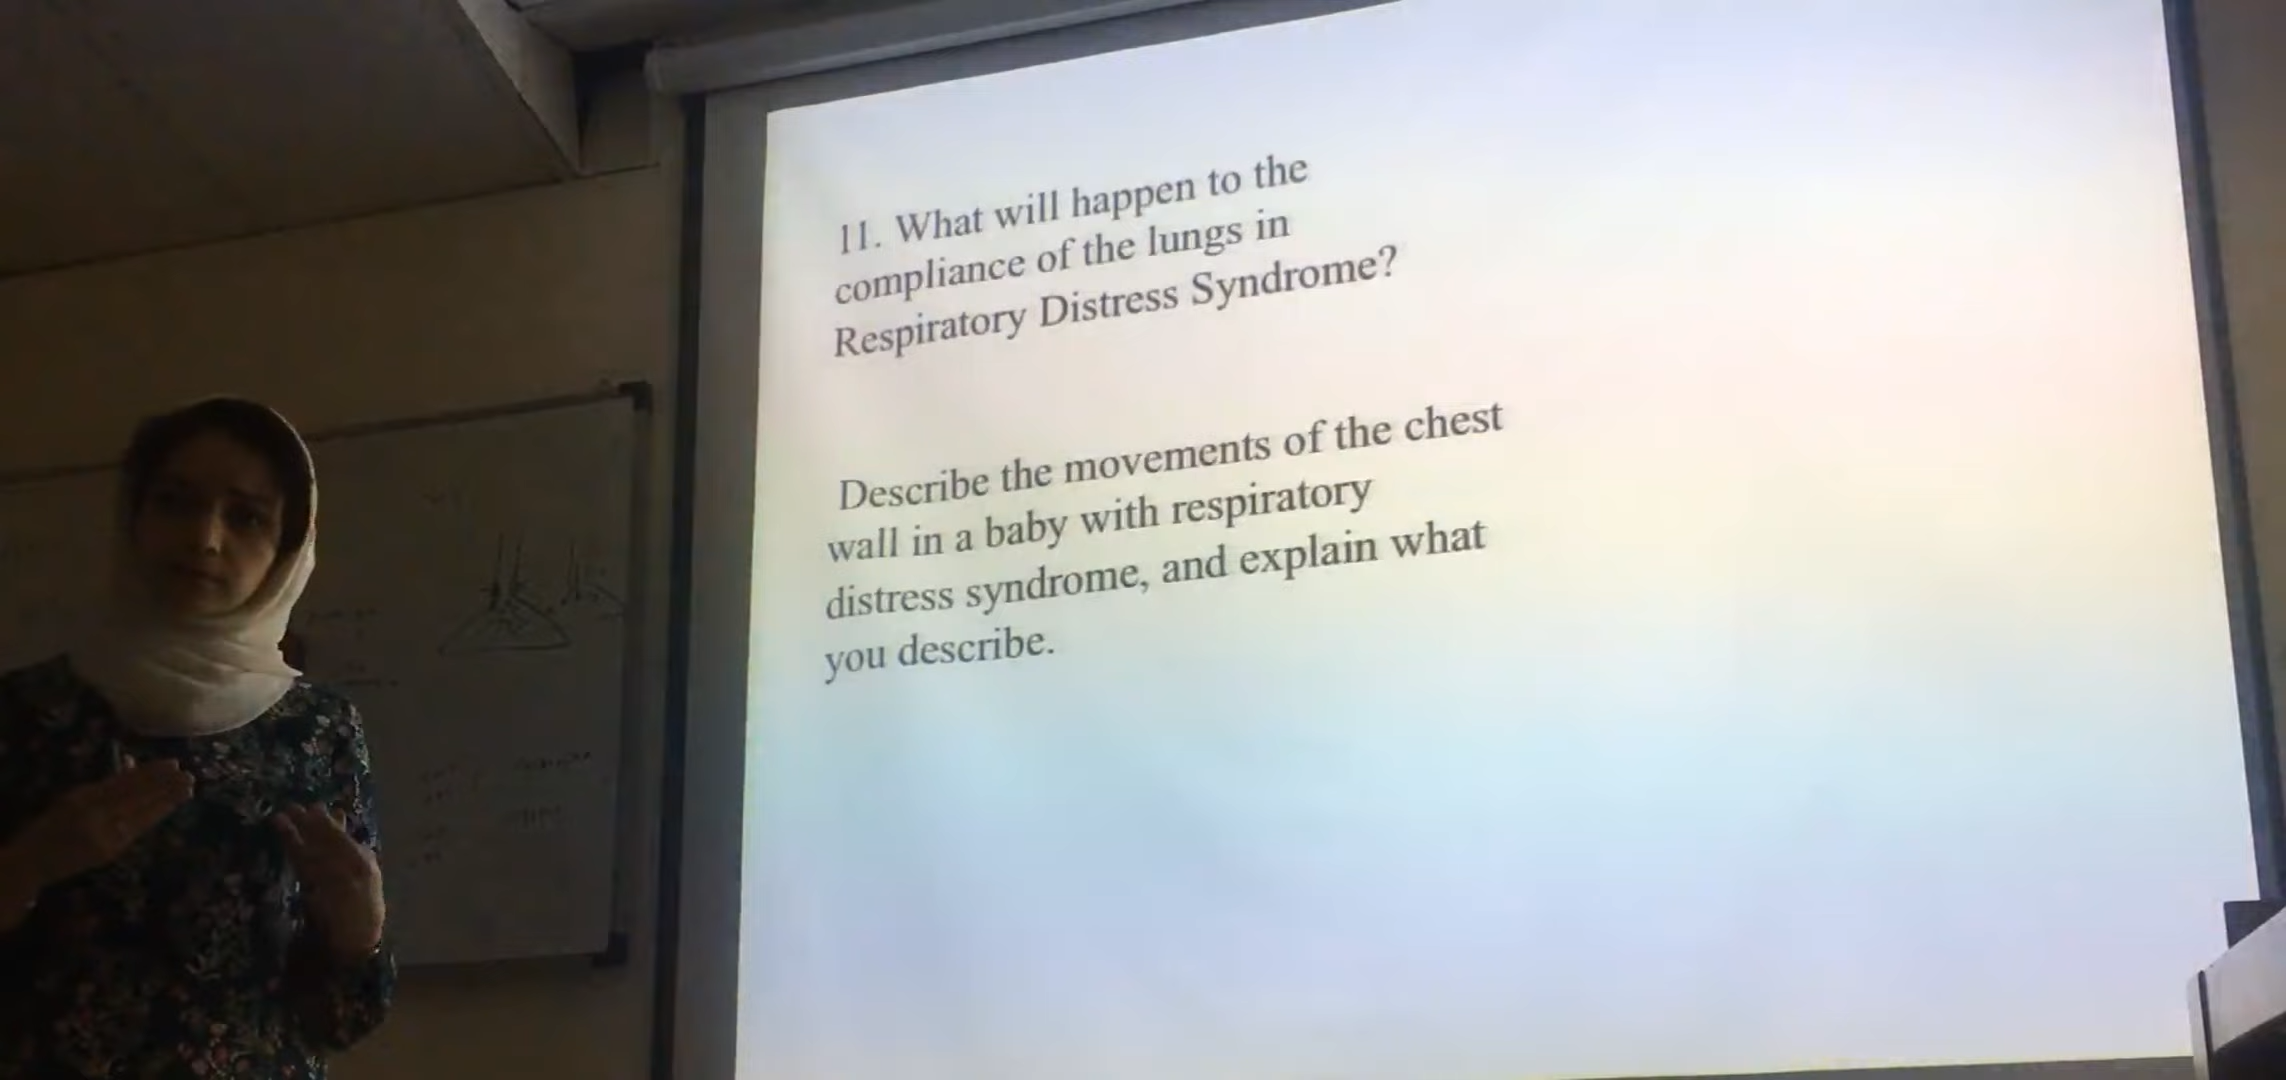 11. What will happen to the
compliance of the lungs in
Respiratory Distress Syndrome?
Describe the movements of the chest
wall in a baby with respiratory
distress syndrome, and explain what
you describe.